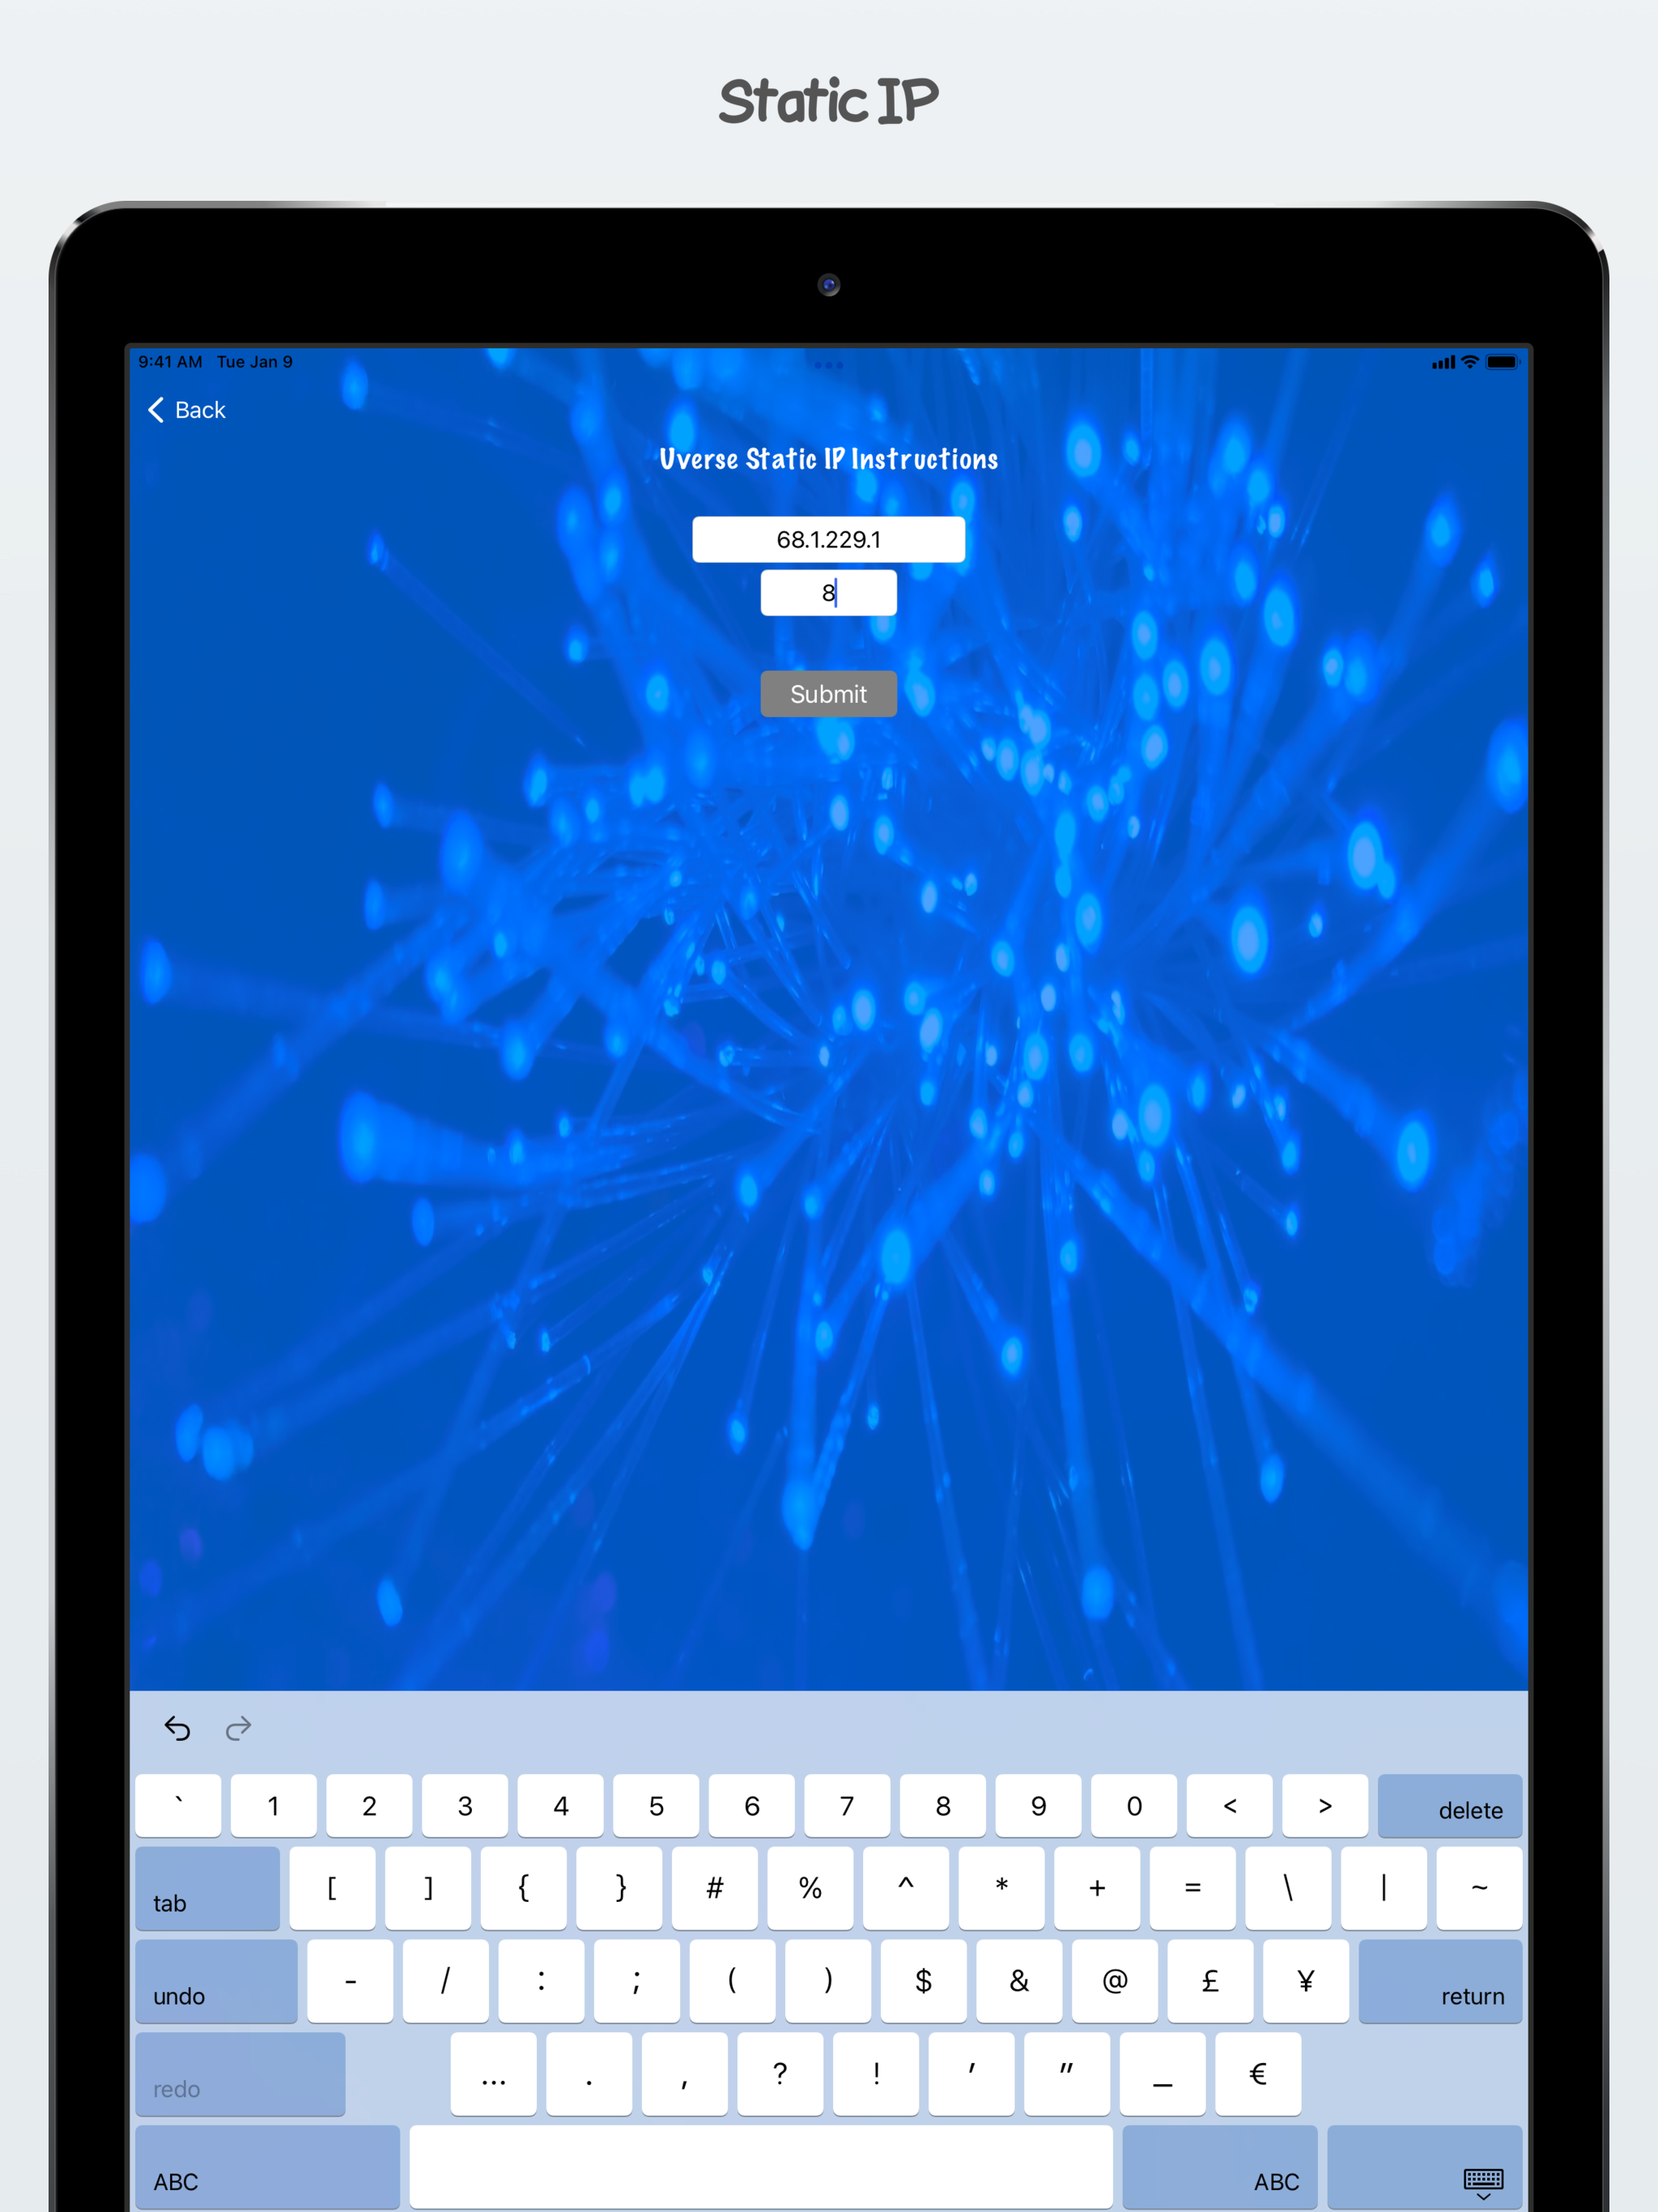 Static IP
9:41 AM Tue Jan 9
Back
Uverse Static IP Instructions
68.1.229.1
8
Submit
` 1 2 3 4 5 6 7 8 9 0 < > delete
tab [ ] { } # % ^ * + = \ | ~
undo - / : ; ( ) $ & @ £ ¥ return
redo … . , ? ! ' " _ €
ABC ABC